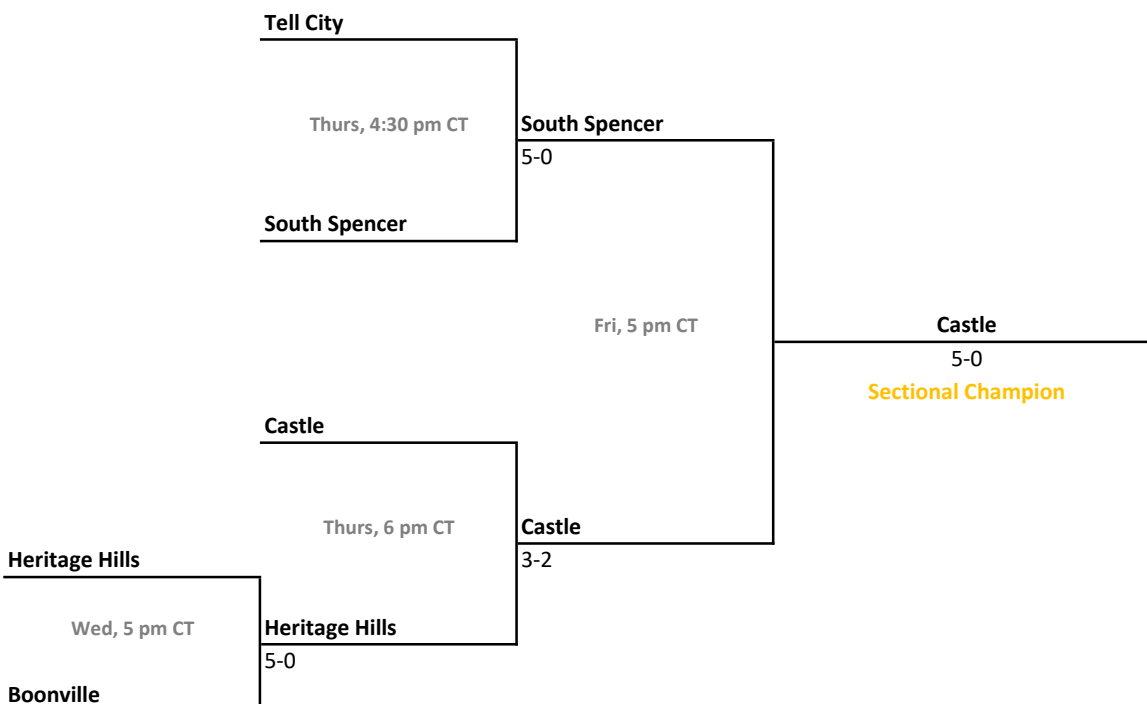 Tell City
Thurs, 4:30 pm CT
South Spencer
5-0
South Spencer
Fri, 5 pm CT
Castle
5-0
Sectional Champion
Castle
Thurs, 6 pm CT
Castle
3-2
Heritage Hills
Wed, 5 pm CT
Heritage Hills
5-0
Boonville